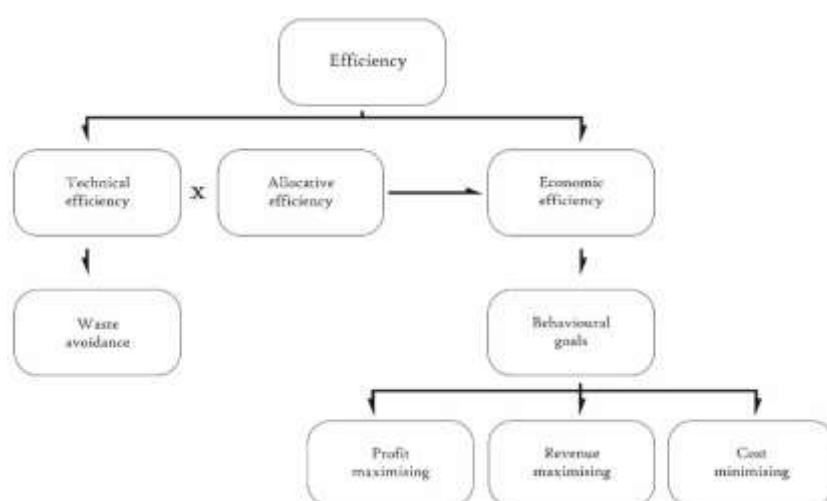 Efficiency
Technical
efficiency
X
Allocative
efficiency
Economic
efficiency
Waste
avoidance
Behavioural
goals
Profit
maximising
Revenue
maximising
Cost
minimising